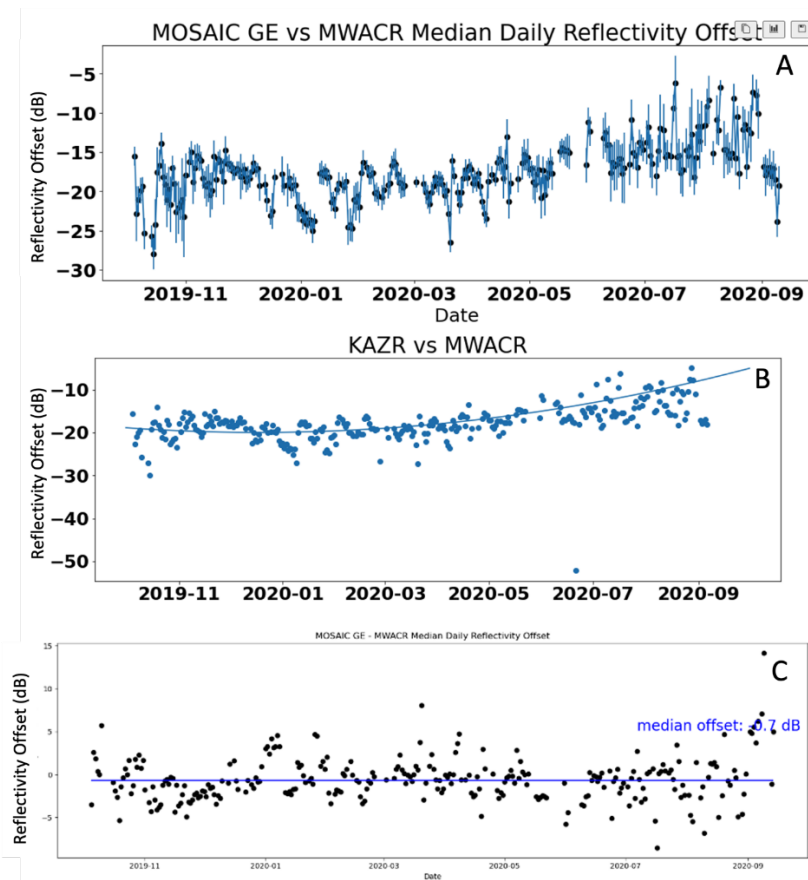 MOSAIC GE vs MWACR Median Daily Reflectivity Offset
A
Reflectivity Offset (dB)
−5
−10
−15
−20
−25
−30
2019-11 2020-01 2020-03 2020-05 2020-07 2020-09
Date
KAZR vs MWACR
B
Reflectivity Offset (dB)
−10
−20
−30
−40
−50
2019-11 2020-01 2020-03 2020-05 2020-07 2020-09
MOSAIC GE - MWACR Median Daily Reflectivity Offset
C
Reflectivity Offset (dB)
15
10
5
0
−5
median offset: -0.7 dB
2019-11 2020-01 2020-03 2020-05 2020-07 2020-09
Date